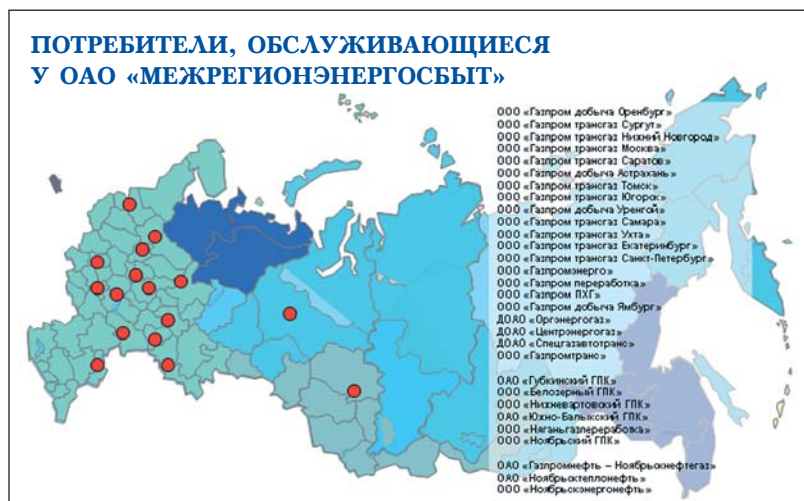 ПОТРЕБИТЕЛИ, ОБСЛУЖИВАЮЩИЕСЯ
У ОАО «МЕЖРЕГИОНЭНЕРГОСБЫТ»
ООО «Газпром добыча Оренбург»
ООО «Газпром трансгаз Сургут»
ООО «Газпром трансгаз Нижний Новгород»
ООО «Газпром трансгаз Москва»
ООО «Газпром трансгаз Саратов»
ООО «Газпром добыча Астрахань»
ООО «Газпром трансгаз Томск»
ООО «Газпром трансгаз Югорск»
ООО «Газпром добыча Уренгой»
ООО «Газпром трансгаз Самара»
ООО «Газпром трансгаз Ухта»
ООО «Газпром трансгаз Екатеринбург»
ООО «Газпром трансгаз Санкт-Петербург»
ООО «Газпромэнерго»
ООО «Газпром переработка»
ООО «Газпром ПХГ»
ООО «Газпром добыча Ямбург»
ДОАО «Оргэнергогаз»
ДОАО «Центрэнергогаз»
ДОАО «Спецгазавтотранс»
ООО «Газпромтранс»
ОАО «Губкинский ГПК»
ООО «Белозерный ГПК»
ООО «Нижневартовский ГПК»
ОАО «Южно-Балыкский ГПК»
ООО «Няганьгазпереработка»
ООО «Ноябрьский ГПК»
ОАО «Газпромнефть – Ноябрьскнефтегаз»
ОАО «Ноябрьсктеплонефть»
ООО «Ноябрьскэнергонефть»